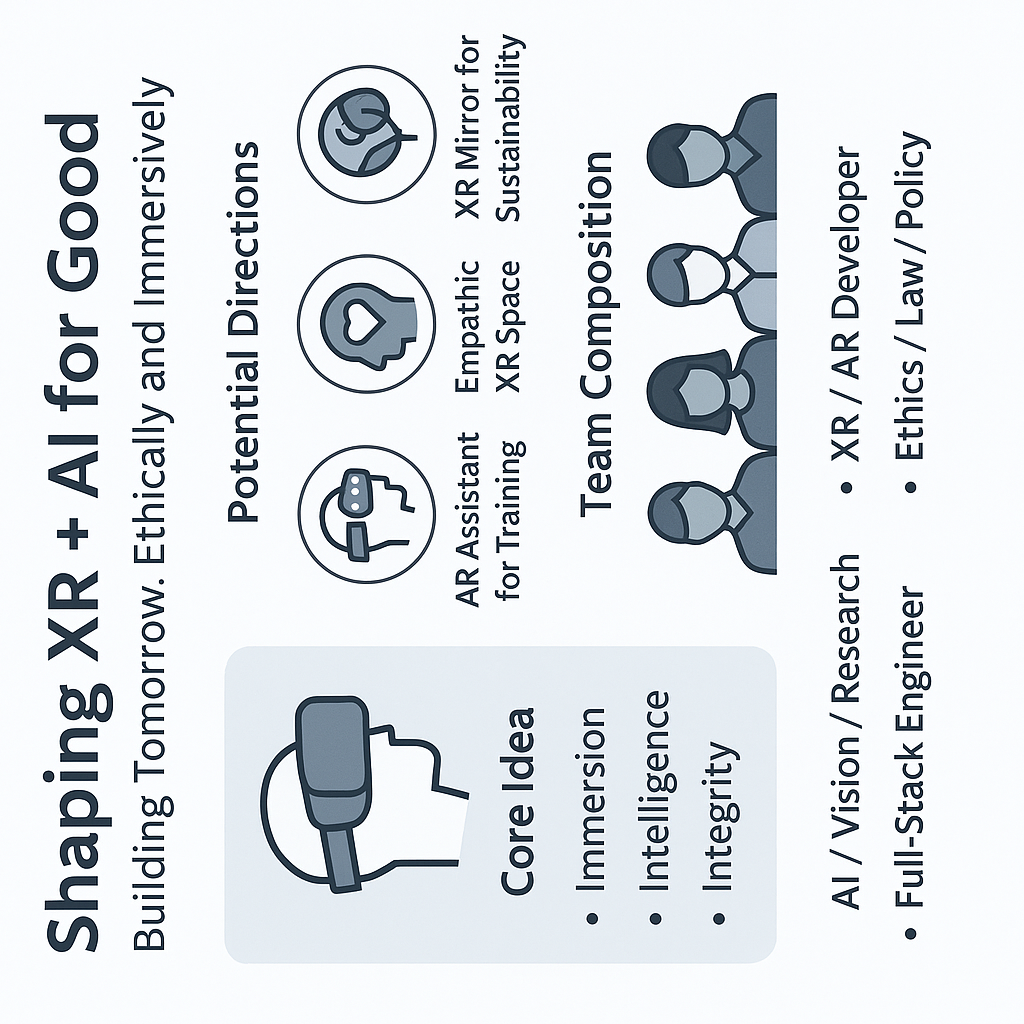 Shaping XR + AI for Good
Building Tomorrow. Ethically and Immersively
Core Idea
• Immersion
• Intelligence
• Integrity
Potential Directions
AR Assistant
for Training
Empathic
XR Space
XR Mirror for
Sustainability
Team Composition
AI / Vision / Research
• Full-Stack Engineer
• XR / AR Developer
• Ethics / Law / Policy